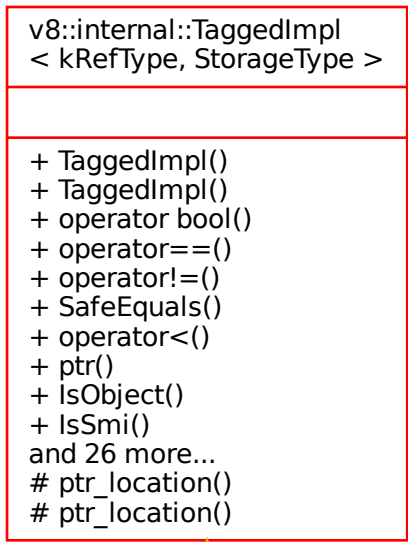 v8::internal::TaggedImpl
< kRefType, StorageType >
+ TaggedImpl()
+ TaggedImpl()
+ operator bool()
+ operator==()
+ operator!=()
+ SafeEquals()
+ operator<()
+ ptr()
+ IsObject()
+ IsSmi()
and 26 more...
# ptr_location()
# ptr_location()